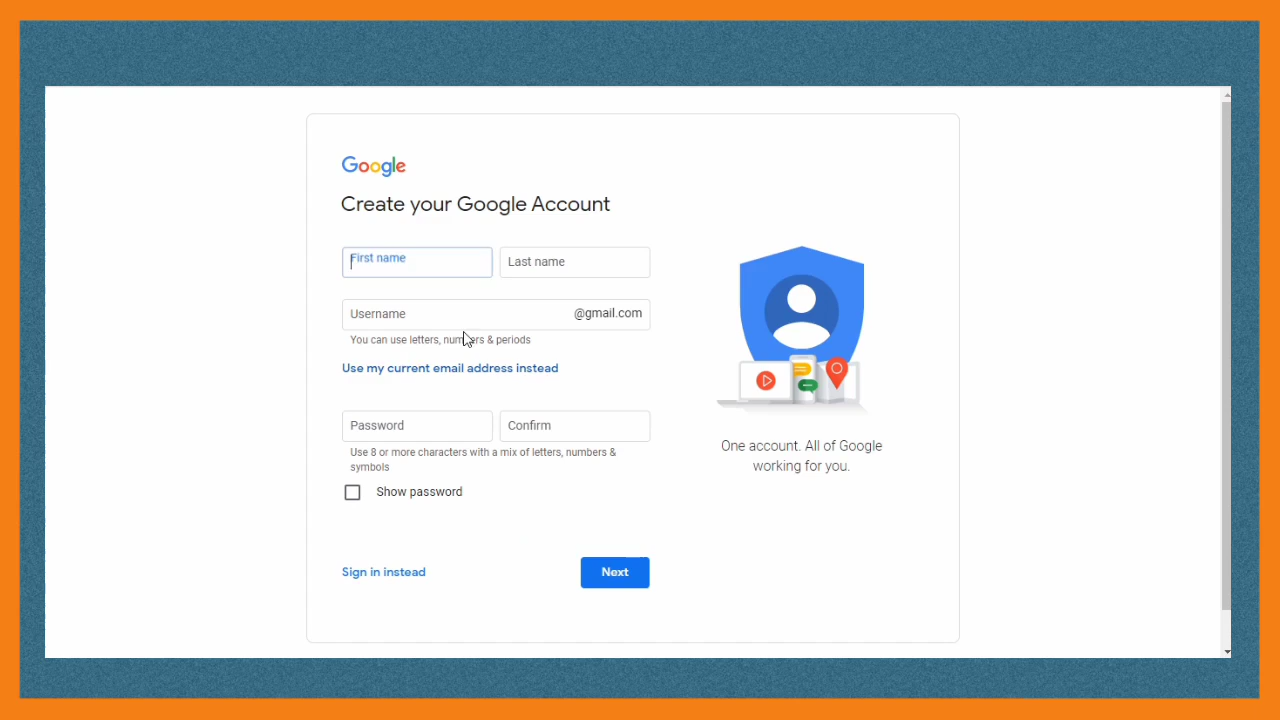 Google
Create your Google Account
First name
Last name
Username
@gmail.com
You can use letters, numbers & periods
Use my current email address instead
Password
Confirm
Use 8 or more characters with a mix of letters, numbers &
symbols
Show password
Sign in instead
Next
One account. All of Google
working for you.